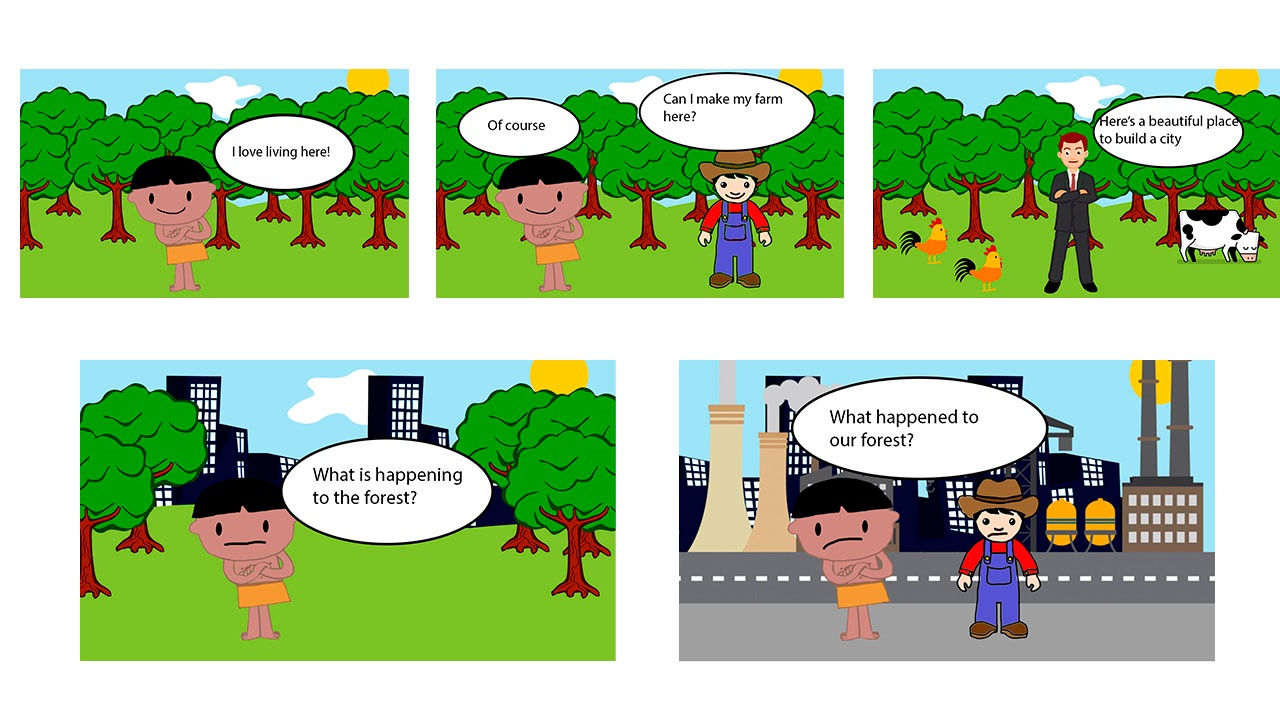 I love living here!
Of course
Can I make my farm
here?
Here's a beautiful place
to build a city
What is happening
to the forest?
What happened to
our forest?